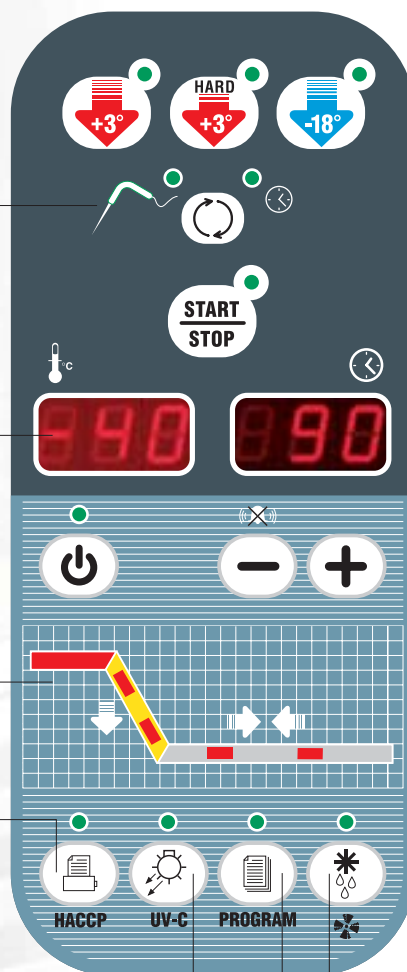 HARD
+3° +3° -18°
START
STOP
°C
-40 90
HACCP UV-C PROGRAM